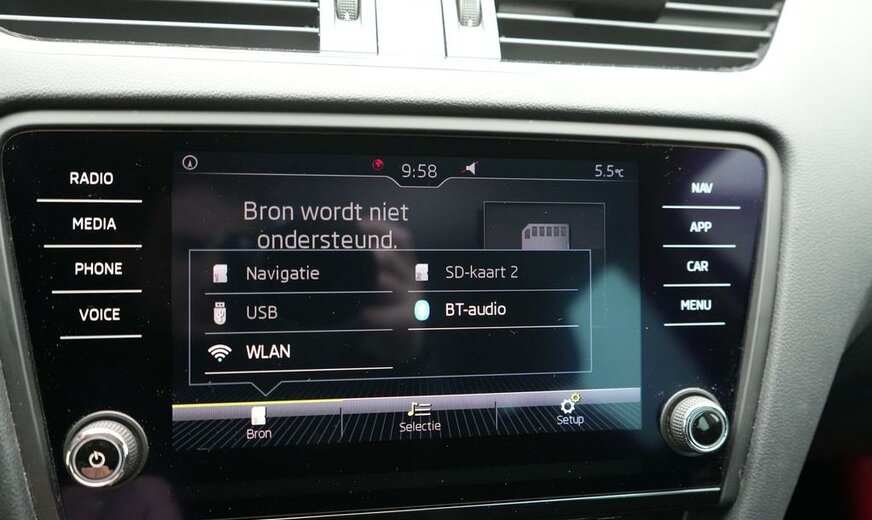 RADIO
MEDIA
PHONE
VOICE
9:58
5.5°C
Bron wordt niet
ondersteund.
Navigatie
SD-kaart 2
USB
BT-audio
WLAN
Bron
Selectie
Setup
NAV
APP
CAR
MENU